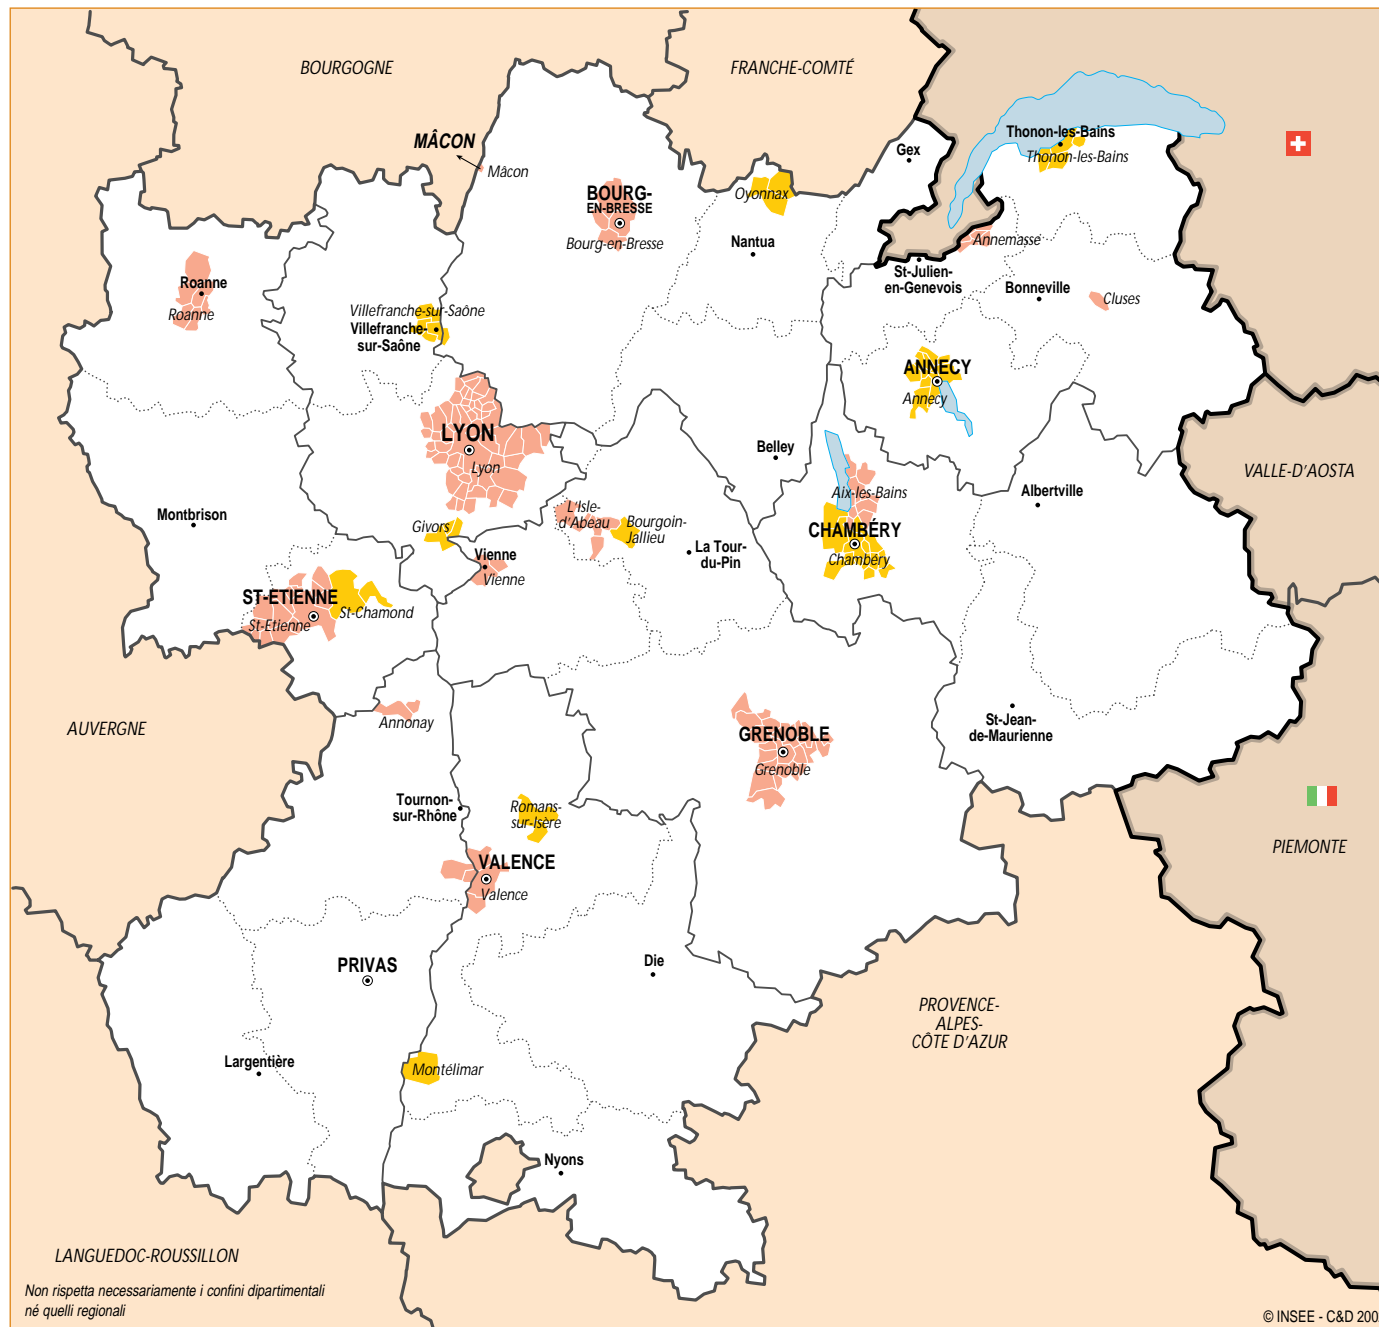 BOURGOGNE
FRANCHE-COMTÉ
MÂCON
Mâcon
Thonon-les-Bains
Thonon-les-Bains
Gex
BOURG-
EN-BRESSE
Bourg-en-Bresse
Oyonnax
Nantua
Annemasse
St-Julien-
en-Genevois
Bonneville
Cluses
Roanne
Roanne
Villefranche-sur-Saône
Villefranche-
sur-Saône
ANNECY
Annecy
LYON
Lyon
Belley
VALLE-D'AOSTA
Aix-les-Bains
Albertville
Montbrison
Givors
L'Isle-
d'Abeau
Bourgoin-
Jallieu
CHAMBÉRY
Chambéry
La Tour-
du-Pin
Vienne
Vienne
ST-ETIENNE
St-Etienne
St-Chamond
AUVERGNE
Annonay
St-Jean-
de-Maurienne
GRENOBLE
Grenoble
Tournon-
sur-Rhône
Romans-
sur-Isère
PIEMONTE
VALENCE
Valence
PRIVAS
Die
PROVENCE-
ALPES-
CÔTE D'AZUR
Largentière
Montélimar
Nyons
LANGUEDOC-ROUSSILLON
Non rispetta necessariamente i confini dipartimentali
né quelli regionali
© INSEE - C&D